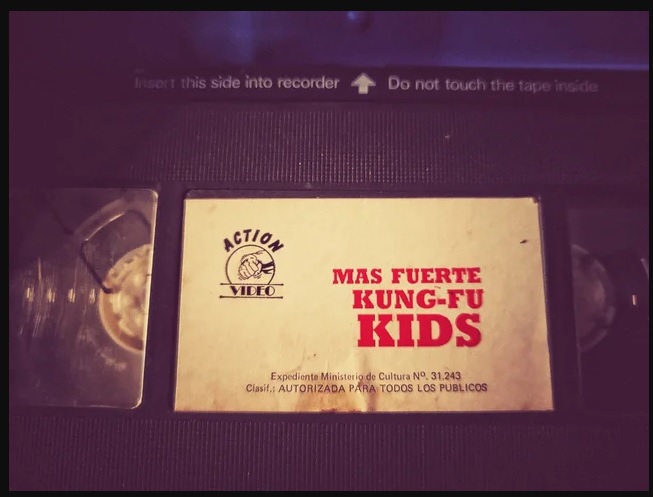 Insert this side into recorder Do not touch the tape inside
ACTION
VIDEO
MAS FUERTE
KUNG-FU
KIDS
Expediente Ministerio de Cultura Nº. 31.243
Clasif.: AUTORIZADA PARA TODOS LOS PUBLICOS